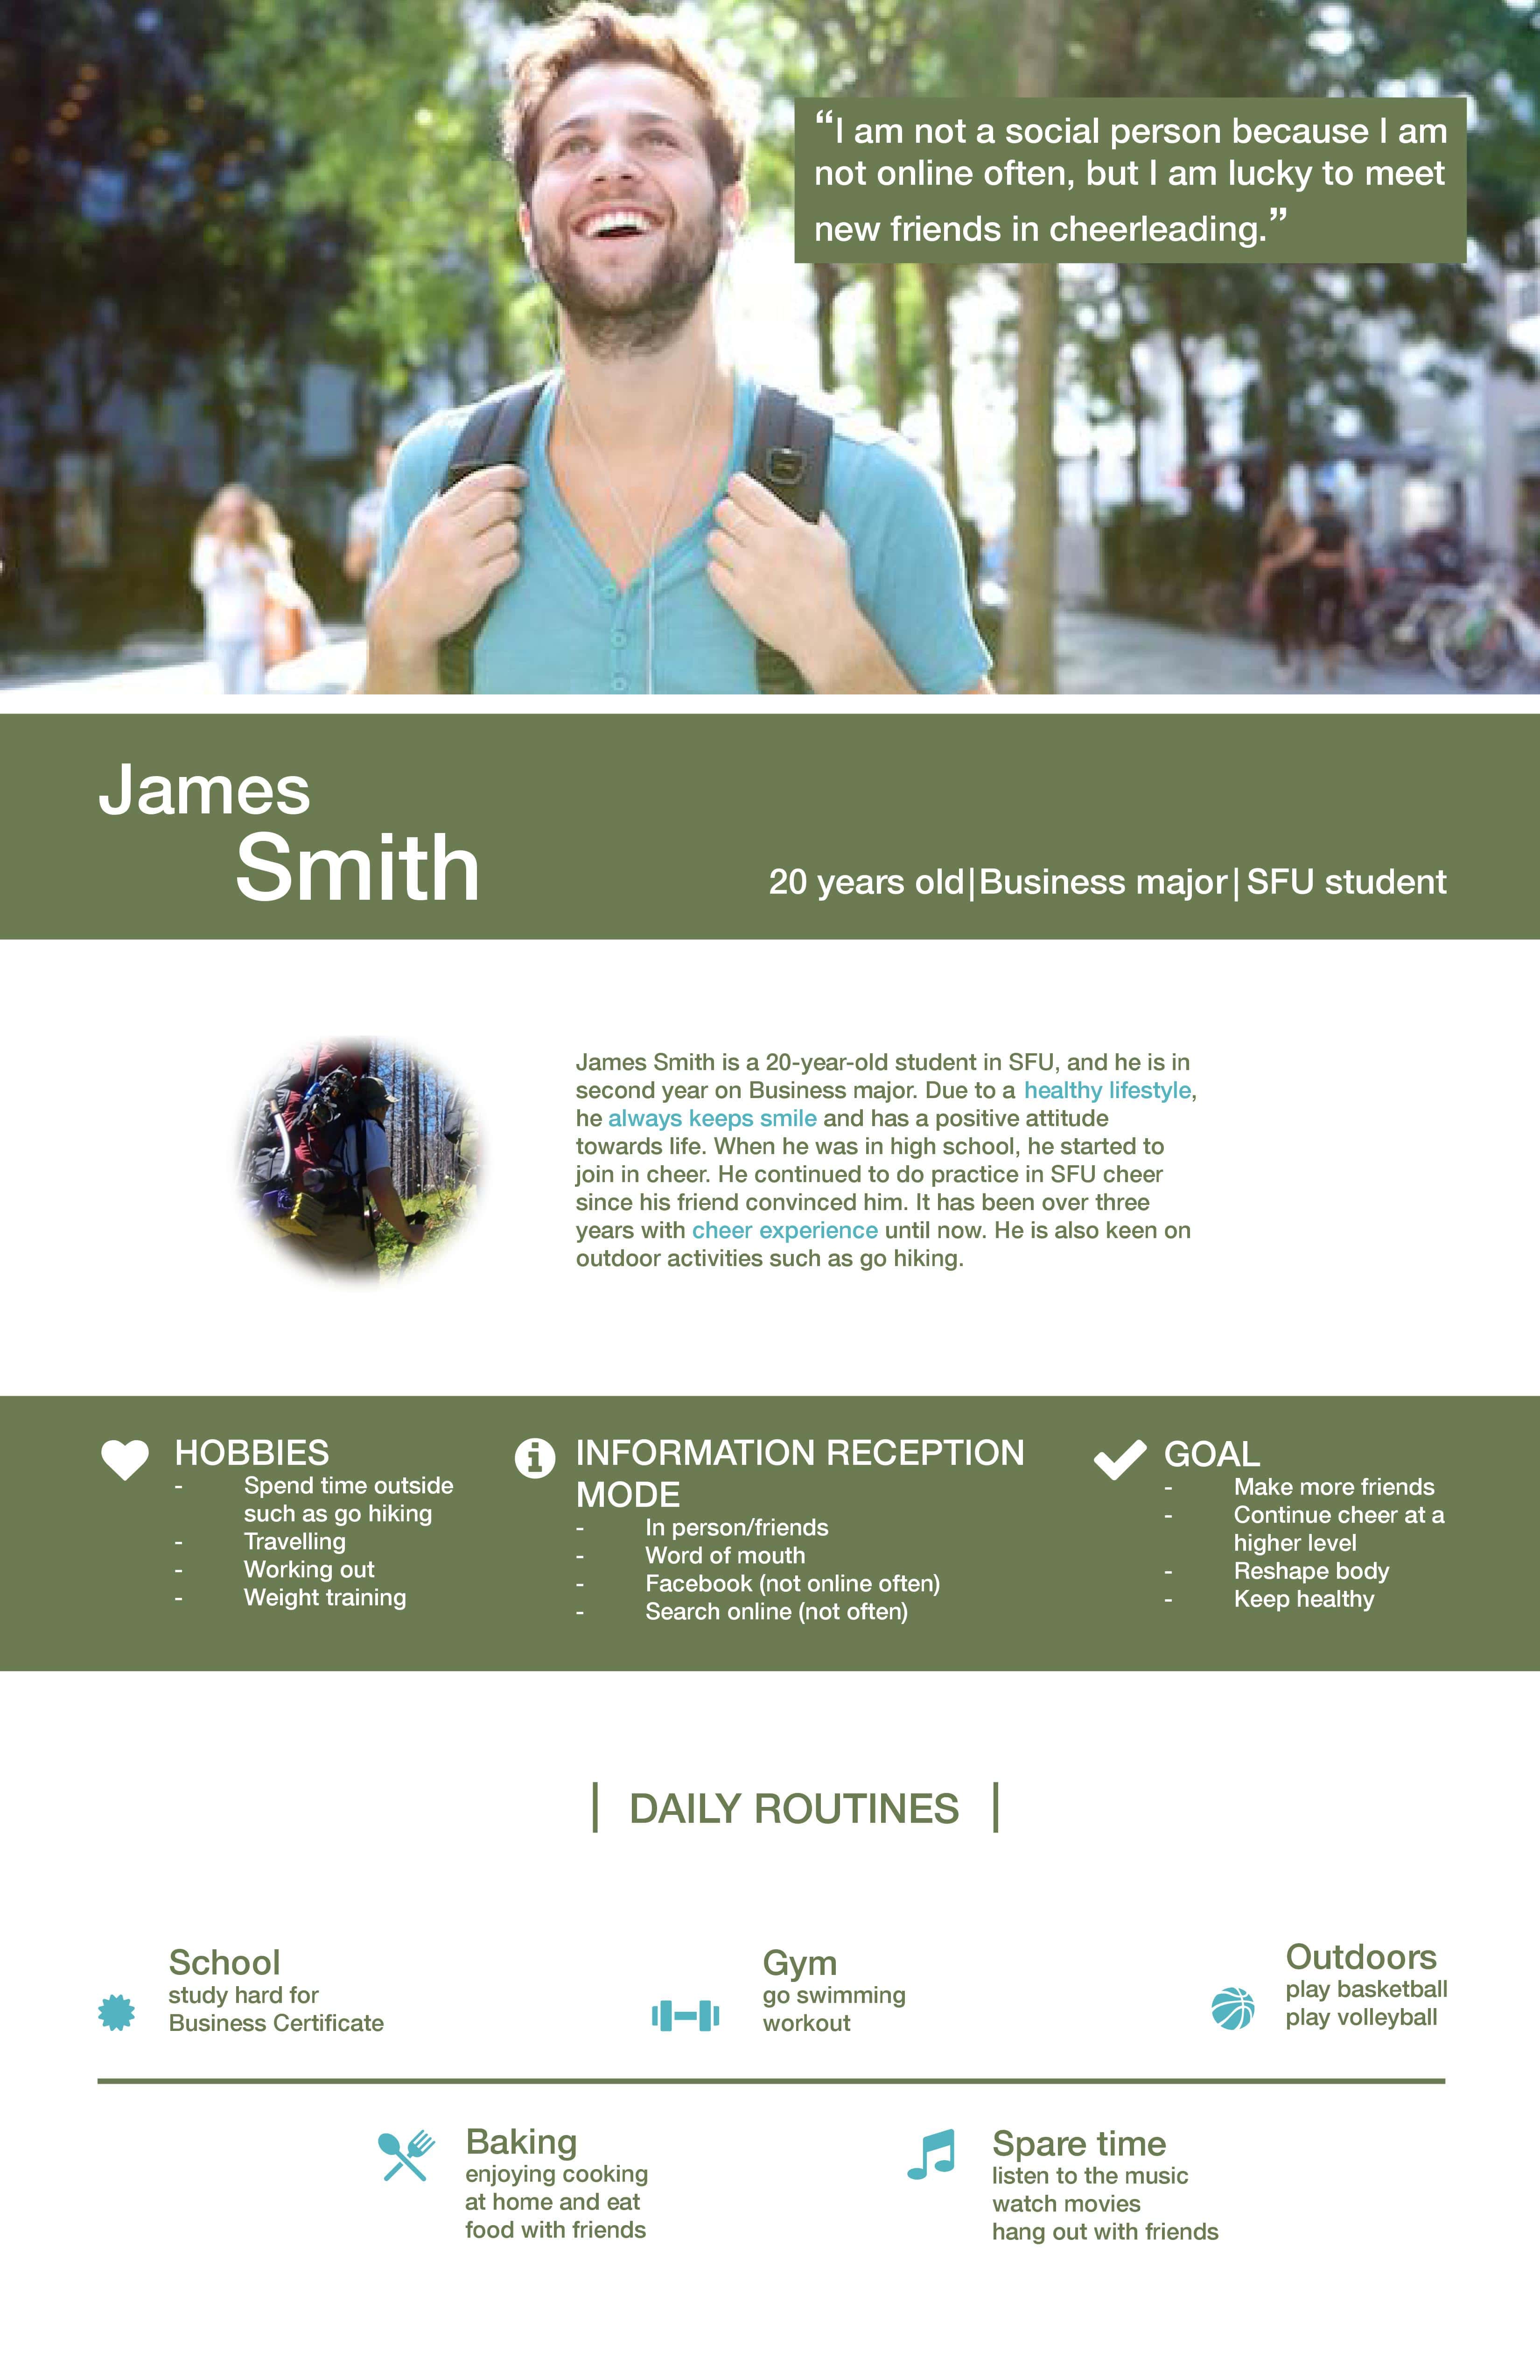 “I am not a social person because I am
not online often, but I am lucky to meet
new friends in cheerleading.”
James
Smith
20 years old|Business major|SFU student
James Smith is a 20-year-old student in SFU, and he is in
second year on Business major. Due to a healthy lifestyle,
he always keeps smile and has a positive attitude
towards life. When he was in high school, he started to
join in cheer. He continued to do practice in SFU cheer
since his friend convinced him. It has been over three
years with cheer experience until now. He is also keen on
outdoor activities such as go hiking.
HOBBIES
- Spend time outside
such as go hiking
- Travelling
- Working out
- Weight training
INFORMATION RECEPTION
MODE
- In person/friends
- Word of mouth
- Facebook (not online often)
- Search online (not often)
GOAL
- Make more friends
- Continue cheer at a
higher level
- Reshape body
- Keep healthy
| DAILY ROUTINES |
School
study hard for
Business Certificate
Gym
go swimming
workout
Outdoors
play basketball
play volleyball
Baking
enjoying cooking
at home and eat
food with friends
Spare time
listen to the music
watch movies
hang out with friends